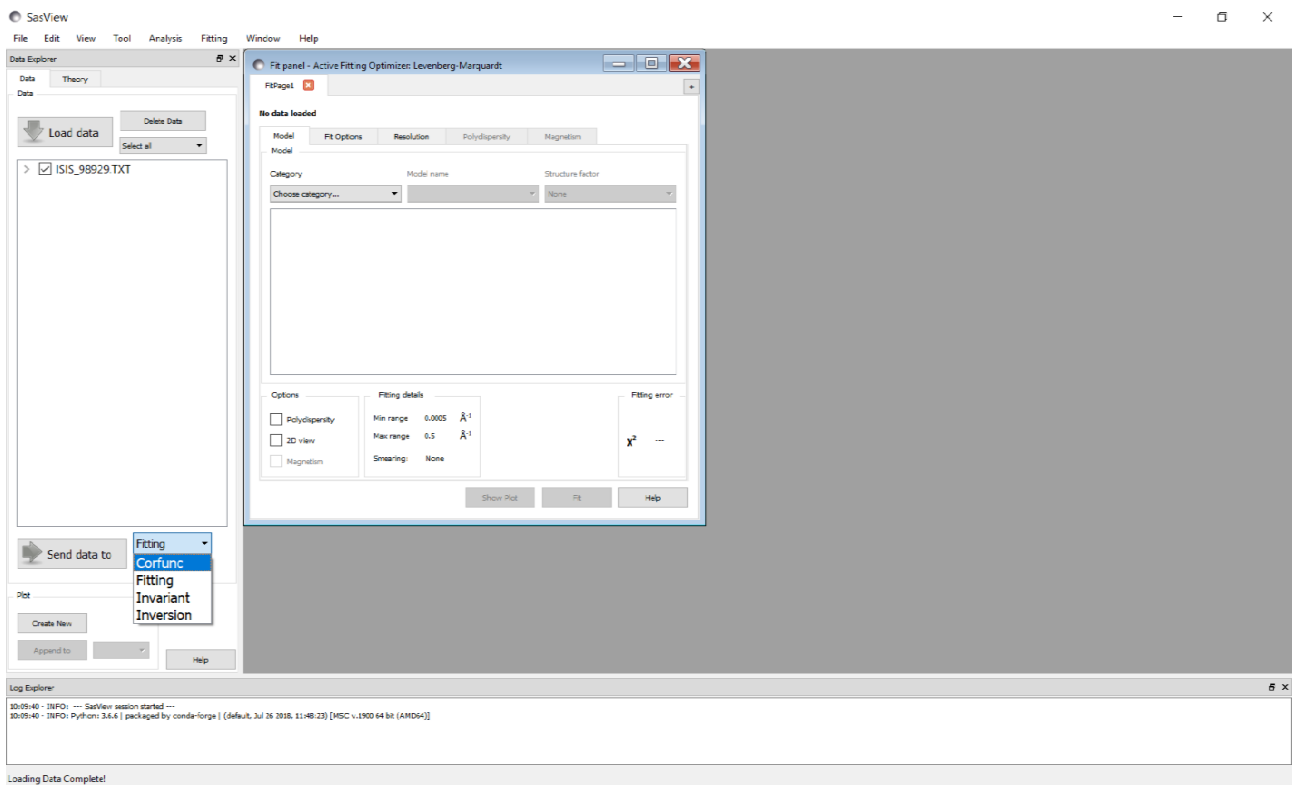 SasView
File Edit View Tool Analysis Fitting Window Help
Data Explorer
Data Theory
Data
Load data
Delete Data
Select all
ISIS_98929.TXT
Send data to
Fitting
Corfunc
Fitting
Invariant
Inversion
Plot
Create New
Append to
Help
Fit panel - Active Fitting Optimizer: Levenberg-Marquardt
FitPage1
+
No data loaded
Model Fit Options Resolution Polydispersity Magnetism
Model
Category Model name Structure factor
Choose category... None
Options
Polydispersity
2D view
Magnetism
Fitting details
Min range 0.0005 Å⁻¹
Max range 0.5 Å⁻¹
Smearing: None
Fitting error
χ² ---
Show Plot Fit Help
Log Explorer
10:09:40 - INFO: --- SasView session started ---
10:09:40 - INFO: Python: 3.6.6 | packaged by conda-forge | (default, Jul 26 2018, 11:48:23) [MSC v.1900 64 bit (AMD64)]
Loading Data Complete!